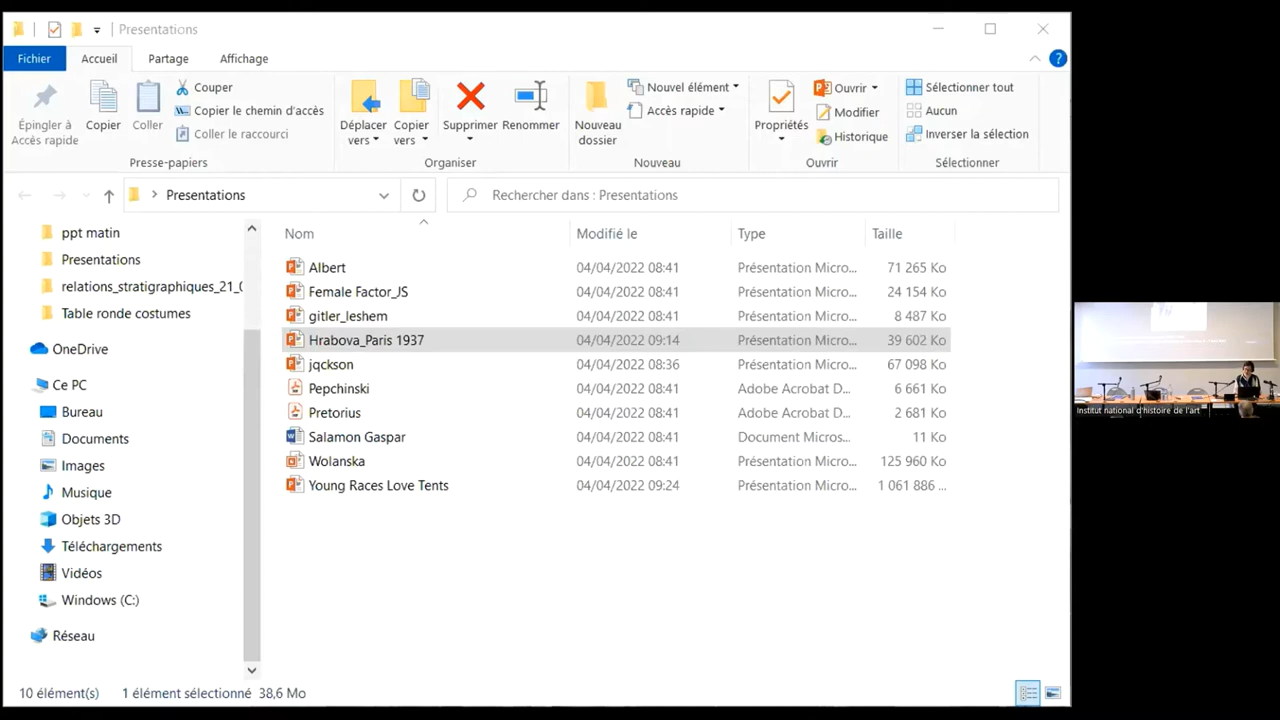 Presentations
Fichier Accueil Partage Affichage
Épingler à Accès rapide
Copier
Coller
Couper
Copier le chemin d'accès
Coller le raccourci
Presse-papiers
Déplacer vers
Copier vers
Supprimer
Renommer
Organiser
Nouveau dossier
Nouvel élément
Accès rapide
Nouveau
Propriétés
Ouvrir
Modifier
Historique
Ouvrir
Sélectionner tout
Aucun
Inverser la sélection
Sélectionner
Presentations
Rechercher dans : Presentations
ppt matin
Presentations
relations_stratigraphiques_21_0
Table ronde costumes
OneDrive
Ce PC
Bureau
Documents
Images
Musique
Objets 3D
Téléchargements
Vidéos
Windows (C:)
Réseau
Nom Modifié le Type Taille
Albert 04/04/2022 08:41 Présentation Micro... 71 265 Ko
Female Factor_JS 04/04/2022 08:41 Présentation Micro... 24 154 Ko
gitler_leshem 04/04/2022 08:41 Présentation Micro... 8 487 Ko
Hrabova_Paris 1937 04/04/2022 09:14 Présentation Micro... 39 602 Ko
jqckson 04/04/2022 08:36 Présentation Micro... 67 098 Ko
Pepchinski 04/04/2022 08:41 Adobe Acrobat D... 6 661 Ko
Pretorius 04/04/2022 08:41 Adobe Acrobat D... 2 681 Ko
Salamon Gaspar 04/04/2022 08:41 Document Micros... 11 Ko
Wolanska 04/04/2022 08:41 Présentation Micro... 125 960 Ko
Young Races Love Tents 04/04/2022 09:24 Présentation Micro... 1 061 886 ...
10 élément(s) 1 élément sélectionné 38,6 Mo
Institut national d'histoire de l'art